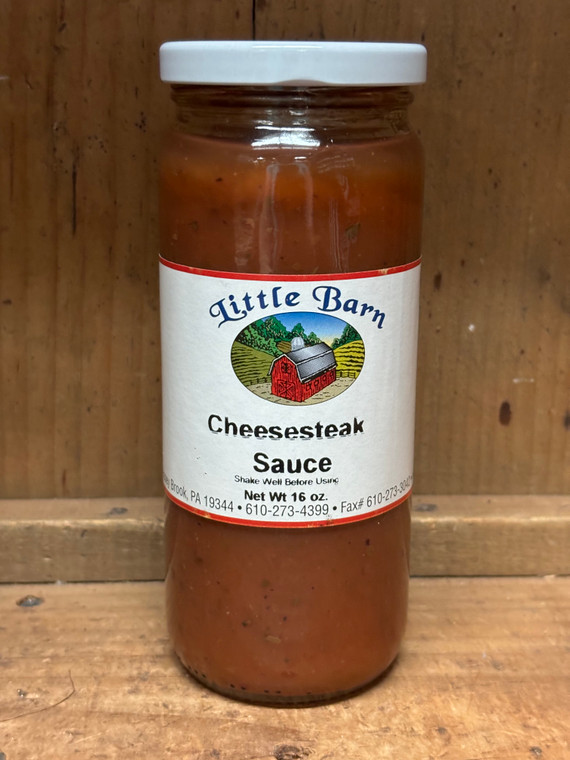 Little Barn
Cheesesteak
Sauce
Shake Well Before Using
Net Wt 16 oz.
Brook, PA 19344 • 610-273-4399 • Fax# 610-273-